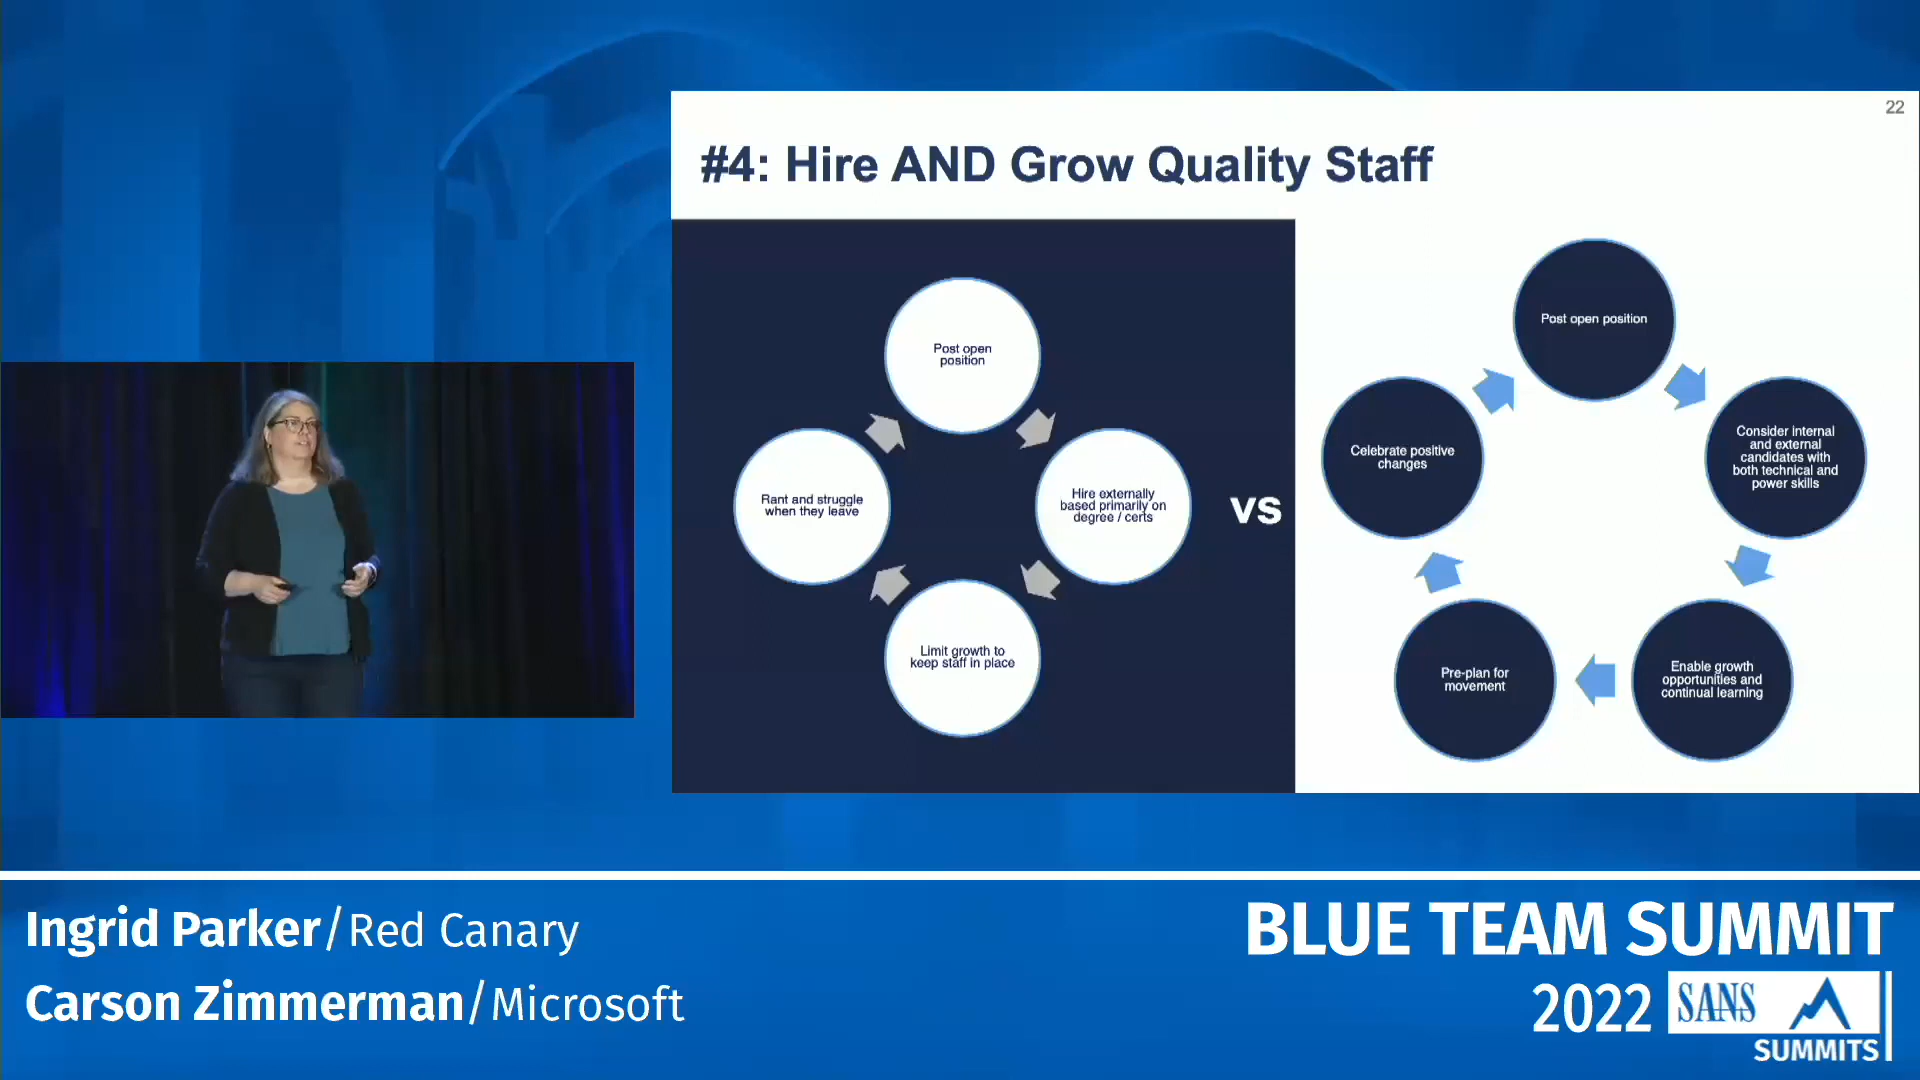 22
#4: Hire AND Grow Quality Staff
Post open
position
Hire externally
based primarily on
degree / certs
Limit growth to
keep staff in place
Rant and struggle
when they leave
vs
Post open position
Consider internal
and external
candidates with
both technical and
power skills
Enable growth
opportunities and
continual learning
Pre-plan for
movement
Celebrate positive
changes
Ingrid Parker/Red Canary
Carson Zimmerman/Microsoft
BLUE TEAM SUMMIT
2022
SANS
SUMMITS